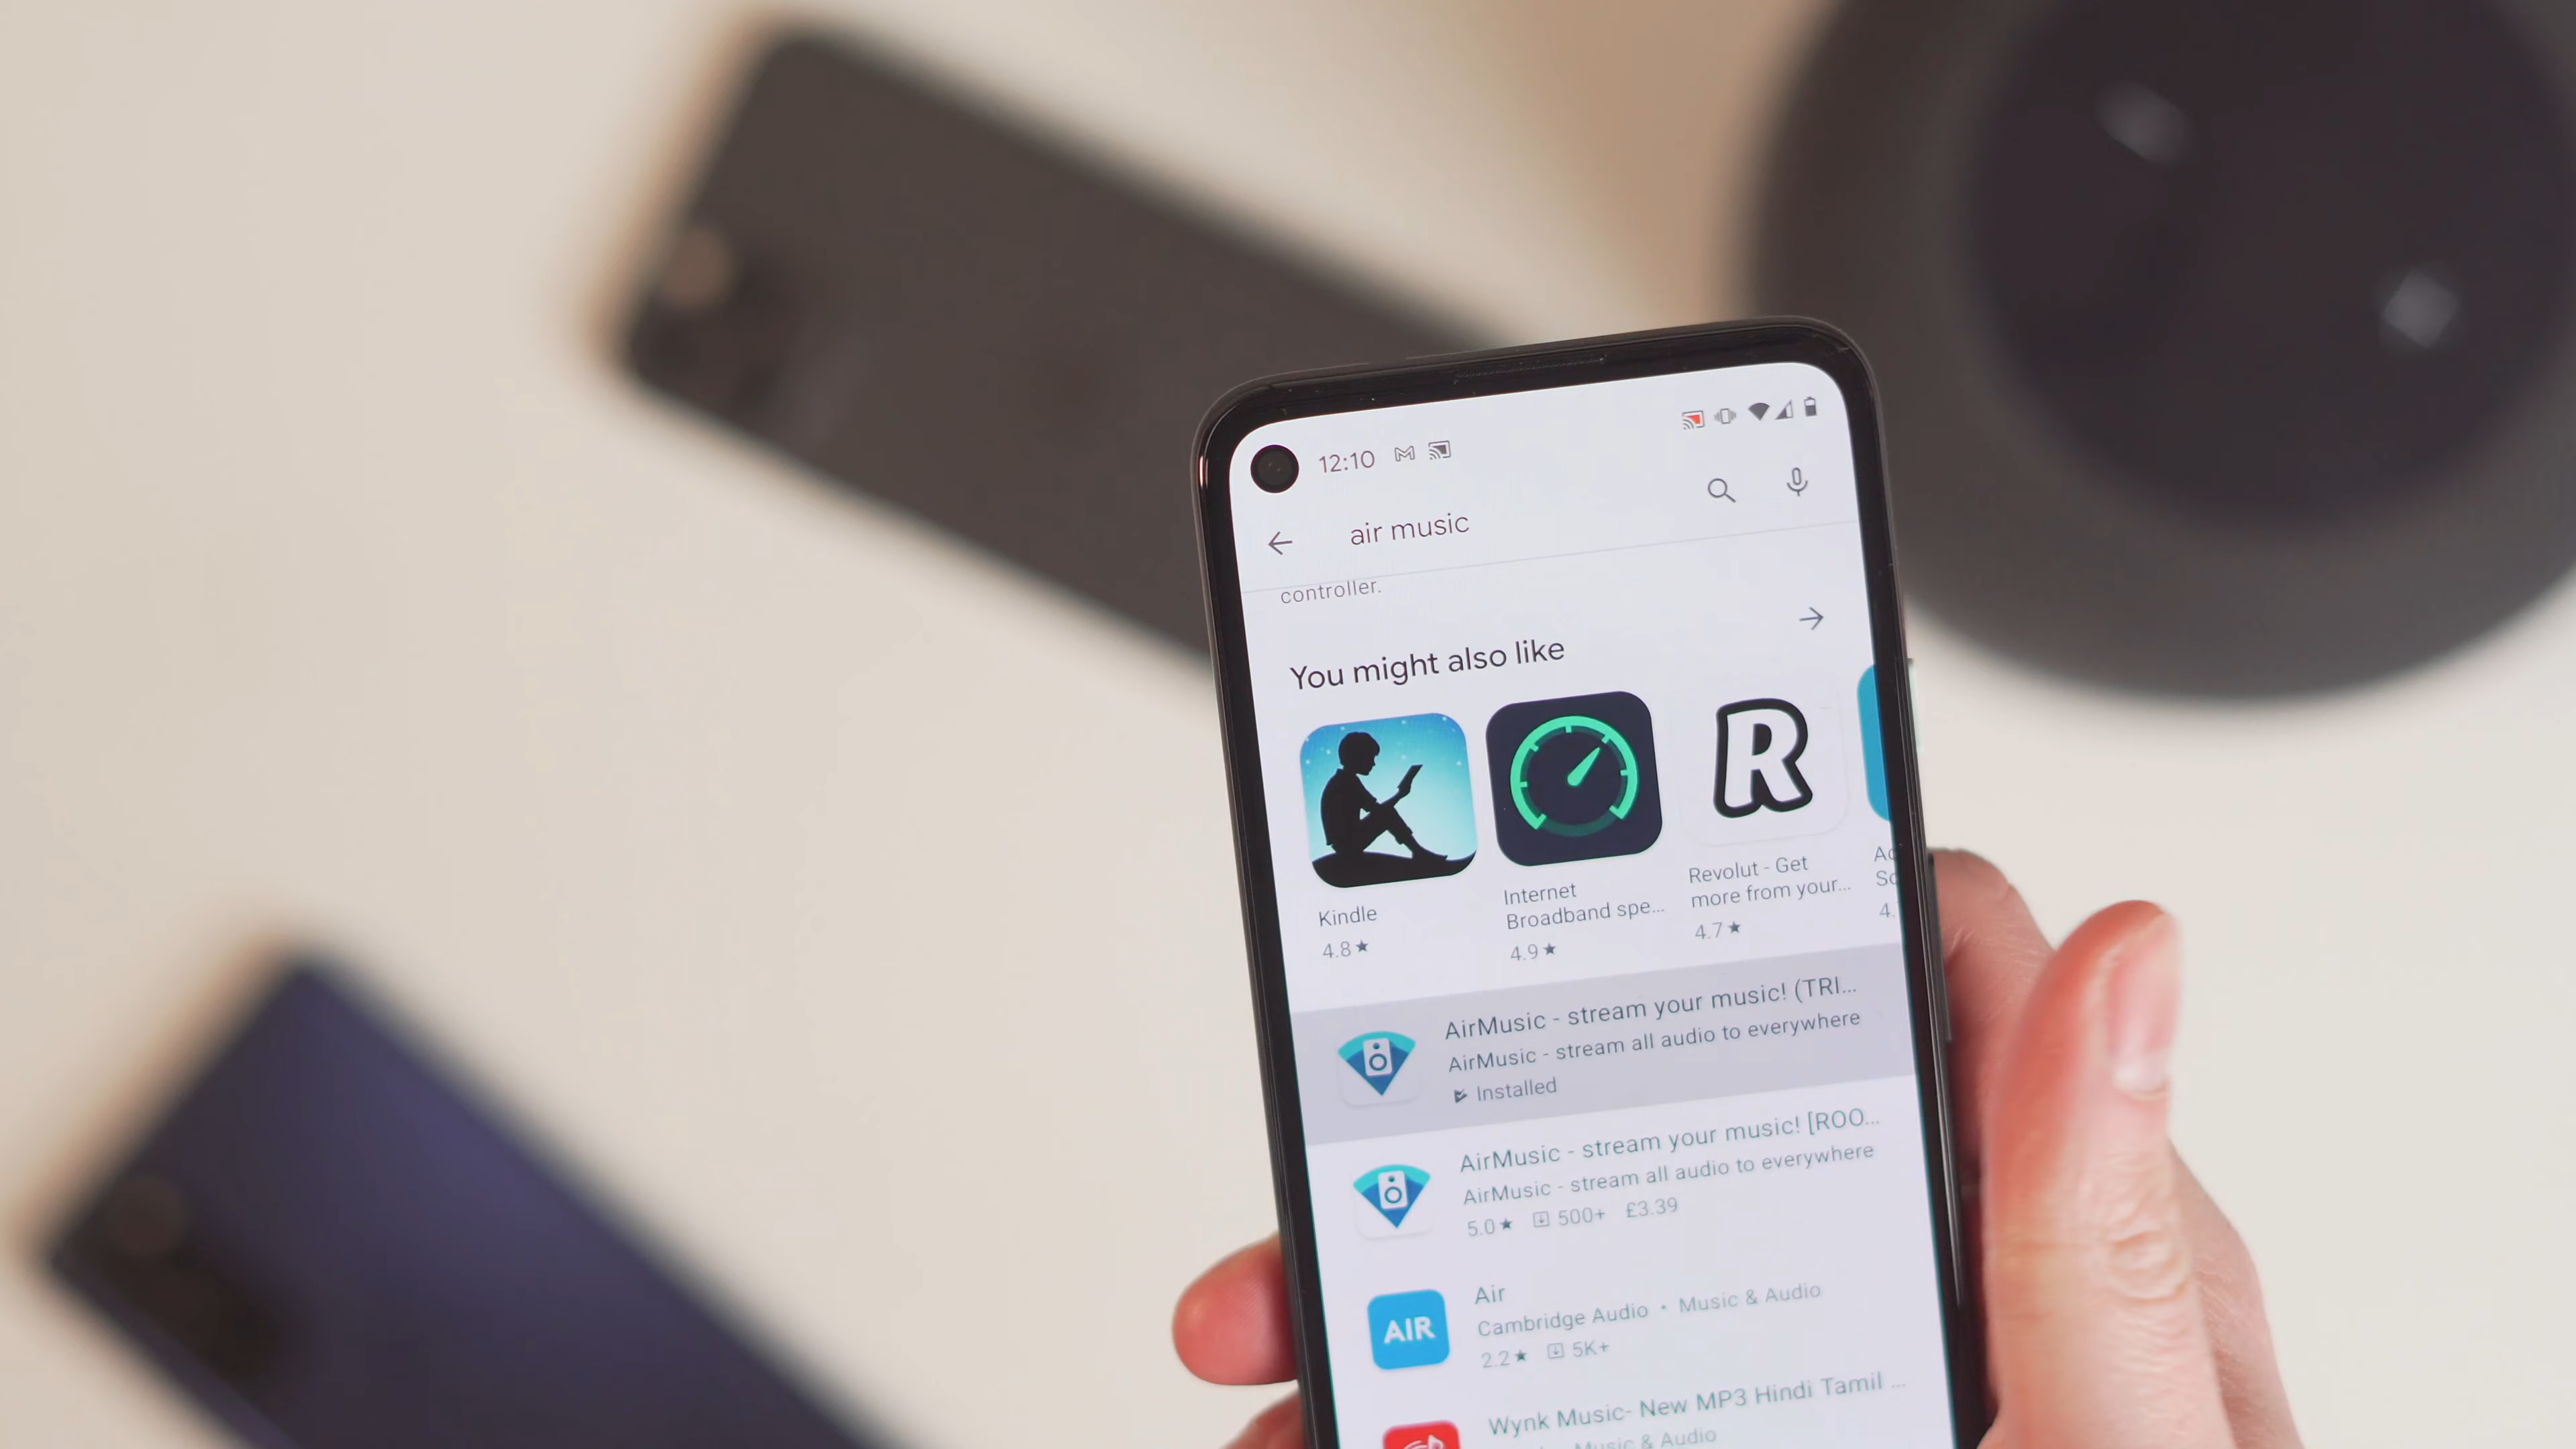 12:10
air music
controller.
You might also like
Kindle
4.8★
Internet
Broadband spe...
4.9★
R
Revolut - Get
more from your...
4.7★
Ac
Sc
4.
AirMusic - stream your music! (TRI...
AirMusic - stream all audio to everywhere
Installed
AirMusic - stream your music! [ROO...
AirMusic - stream all audio to everywhere
5.0★ 500+ £3.39
AIR
Air
Cambridge Audio • Music & Audio
2.2★ 5K+
Wynk Music- New MP3 Hindi Tamil ...
Music & Audio